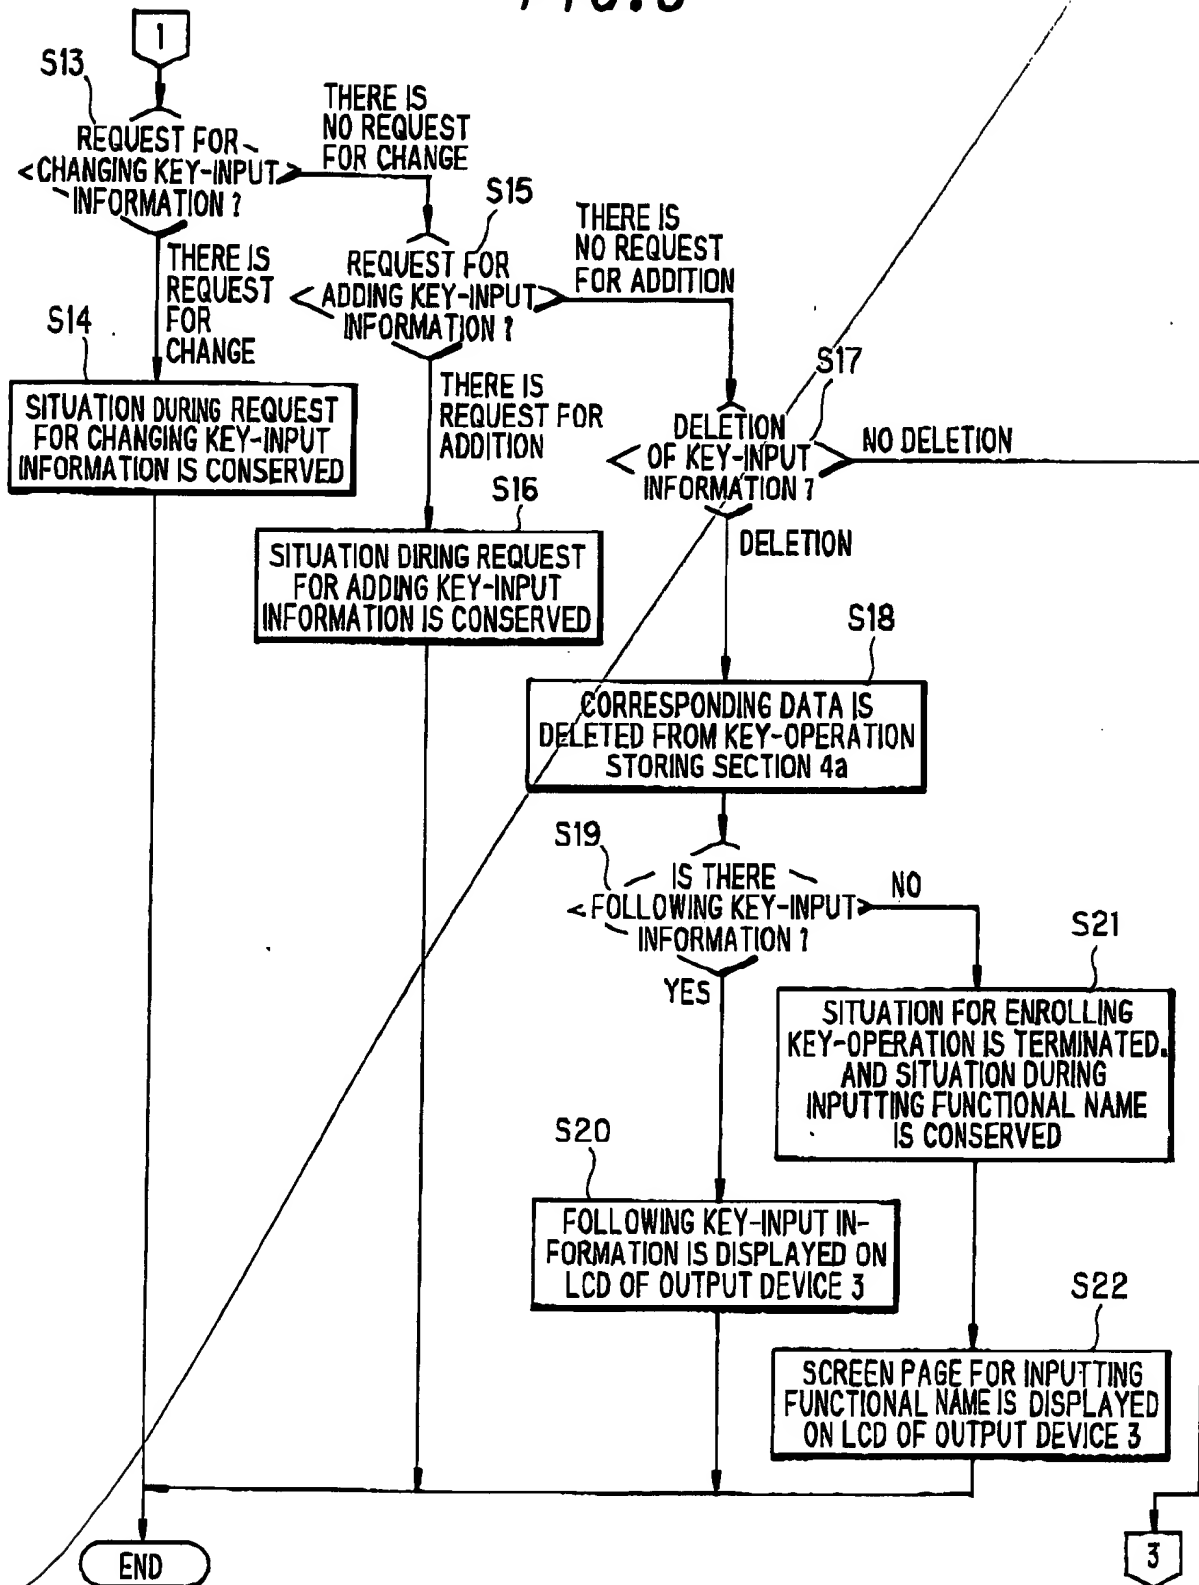 1
S13
REQUEST FOR
CHANGING KEY-INPUT
INFORMATION ?
THERE IS
NO REQUEST
FOR CHANGE
S15
THERE IS
REQUEST
FOR
CHANGE
REQUEST FOR
ADDING KEY-INPUT
INFORMATION ?
THERE IS
NO REQUEST
FOR ADDITION
S14
SITUATION DURING REQUEST
FOR CHANGING KEY-INPUT
INFORMATION IS CONSERVED
THERE IS
REQUEST FOR
ADDITION
S17
DELETION
OF KEY-INPUT
INFORMATION ?
NO DELETION
S16
SITUATION DIRING REQUEST
FOR ADDING KEY-INPUT
INFORMATION IS CONSERVED
DELETION
S18
CORRESPONDING DATA IS
DELETED FROM KEY-OPERATION
STORING SECTION 4a
S19
IS THERE
FOLLOWING KEY-INPUT
INFORMATION ?
NO
YES
S21
SITUATION FOR ENROLLING
KEY-OPERATION IS TERMINATED.
AND SITUATION DURING
INPUTTING FUNCTIONAL NAME
IS CONSERVED
S20
FOLLOWING KEY-INPUT IN-
FORMATION IS DISPLAYED ON
LCD OF OUTPUT DEVICE 3
S22
SCREEN PAGE FOR INPUTTING
FUNCTIONAL NAME IS DISPLAYED
ON LCD OF OUTPUT DEVICE 3
END
3